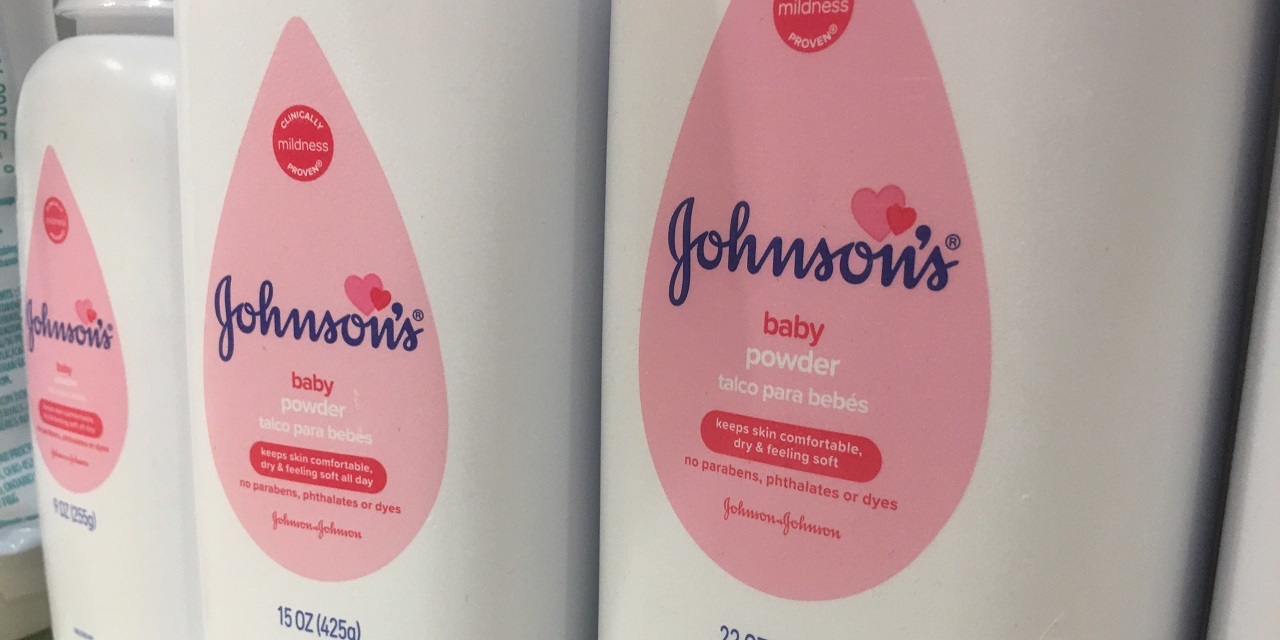 Johnson's
baby
9 OZ (255g)
CLINICALLY
mildness
PROVEN®
Johnson's®
baby
powder
talco para bebés
keeps skin comfortable,
dry & feeling soft all day
no parabens, phthalates or dyes
Johnson & Johnson
15 OZ (425g)
mildness
PROVEN®
Johnson's®
baby
powder
talco para bebés
keeps skin comfortable,
dry & feeling soft
no parabens, phthalates or dyes
Johnson & Johnson
22 OZ